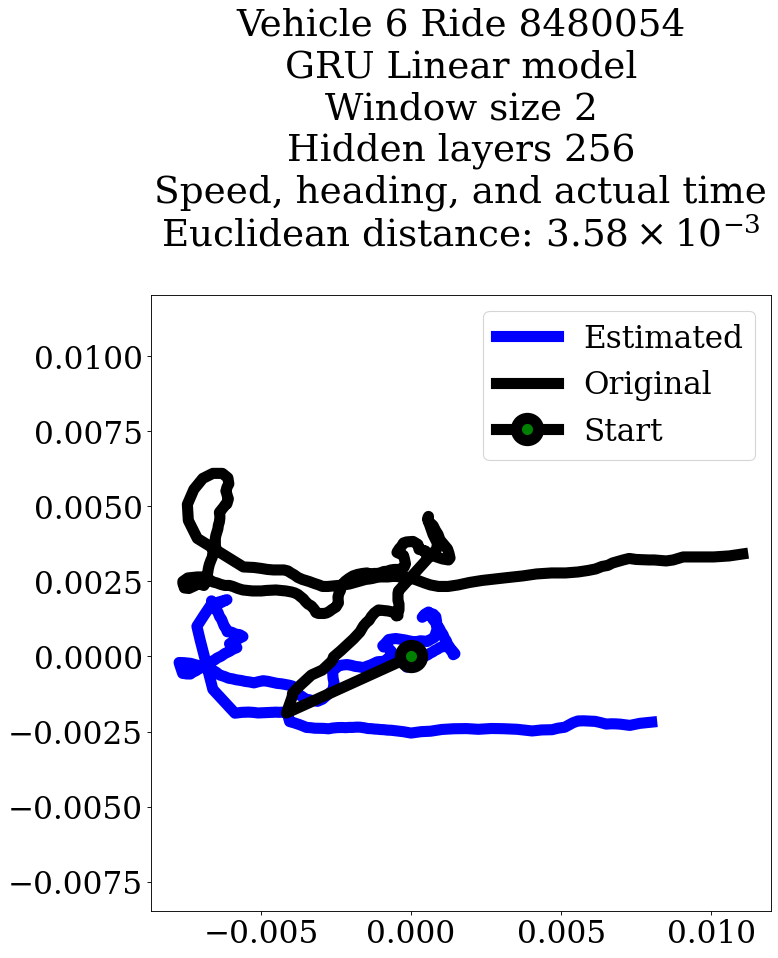 Vehicle 6 Ride 8480054
GRU Linear model
Window size 2
Hidden layers 256
Speed, heading, and actual time
Euclidean distance: 3.58 × 10⁻³
Estimated
Original
Start
0.0100
0.0075
0.0050
0.0025
0.0000
−0.0025
−0.0050
−0.0075
−0.005 0.000 0.005 0.010